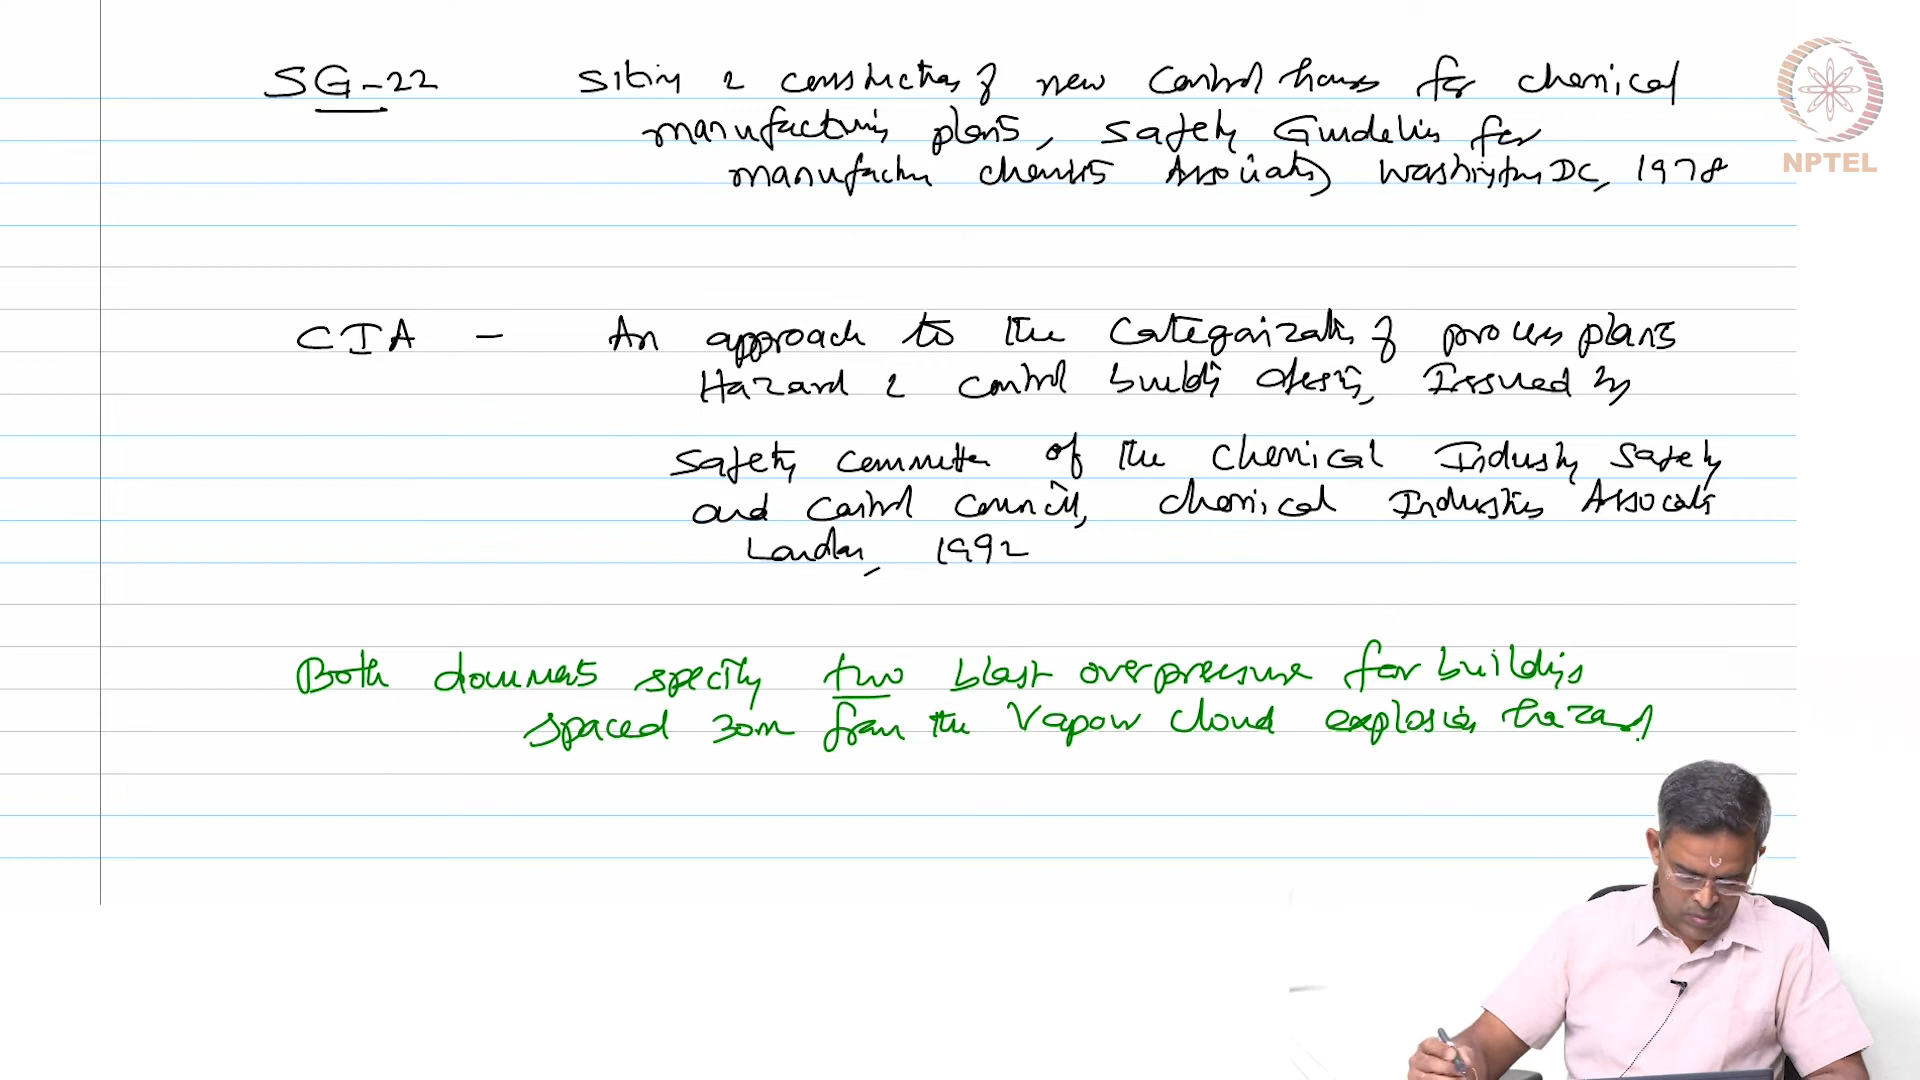 SG-22 Siting & construction of new control house for chemical
manufacturing plants, Safety Guidelines for
manufacture chemists Association, Washington DC, 1978
NPTEL
CIA - An approach to the Categorization of process plants
Hazard & control building design, Issued by
safety committee of the Chemical Industry Safety
and Control Council, Chemical Industries Association
London, 1992
Both documents specify two blast overpressure for buildings
spaced 30m from the Vapour cloud explosion hazard.